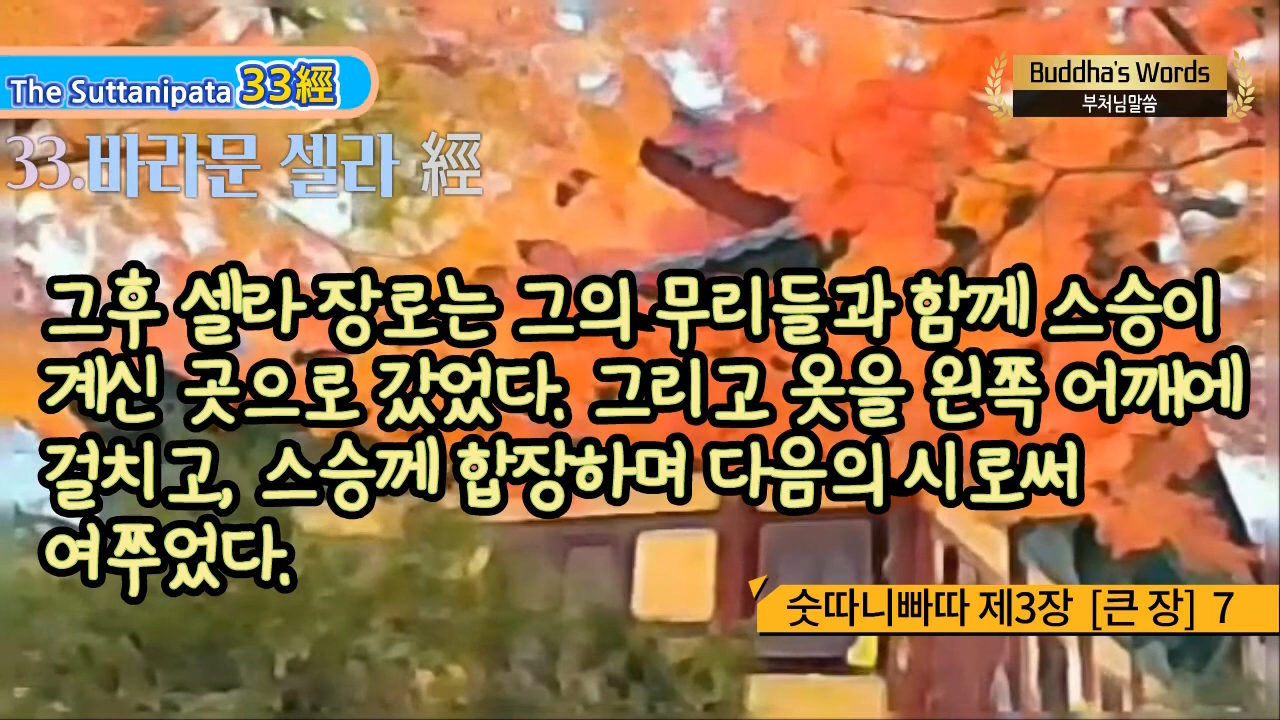 The Suttanipata 33經
Buddha's Words
부처님말씀
33.바라문 셀라 經
그후 셀라 장로는 그의 무리들과 함께 스승이
계신 곳으로 갔었다. 그리고 옷을 왼쪽 어깨에
걸치고, 스승께 합장하며 다음의 시로써
여쭈었다.
숫따니빠따 제3장 [큰 장] 7